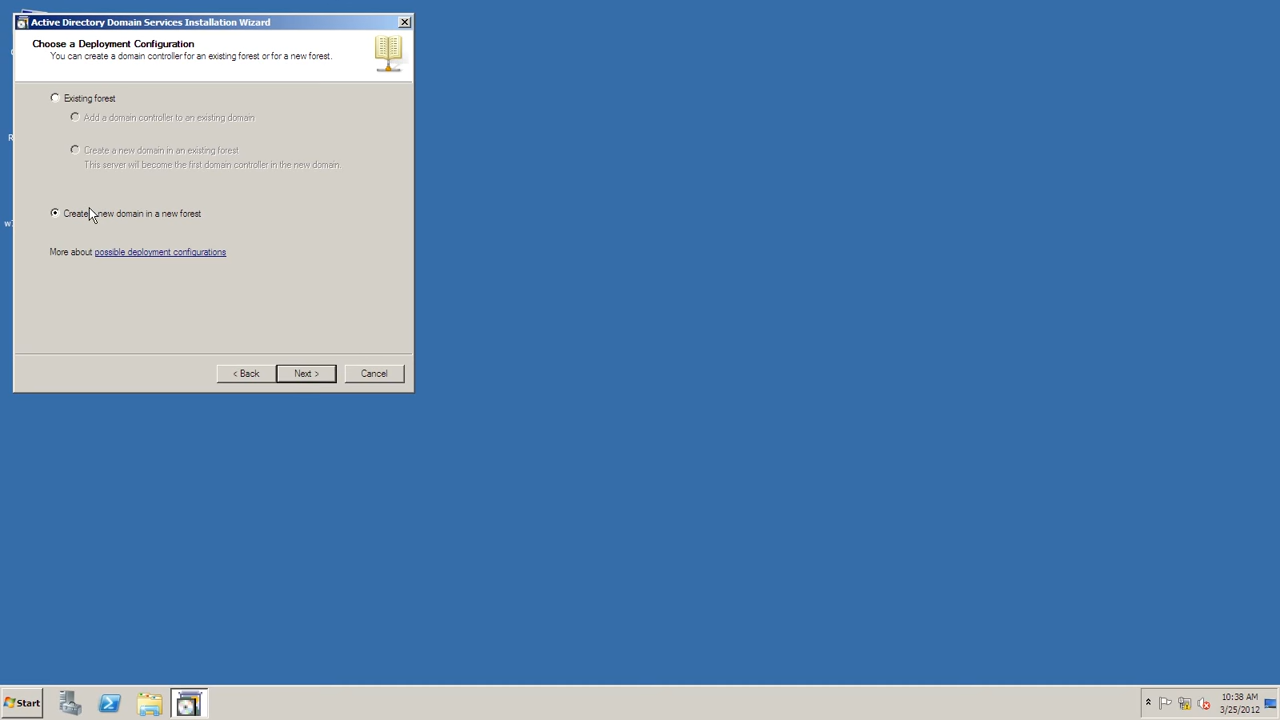 Active Directory Domain Services Installation Wizard
Choose a Deployment Configuration
You can create a domain controller for an existing forest or for a new forest.
Existing forest
Add a domain controller to an existing domain
Create a new domain in an existing forest
This server will become the first domain controller in the new domain.
Create new domain in a new forest
More about possible deployment configurations
< Back
Next >
Cancel
Start
10:38 AM
3/25/2012